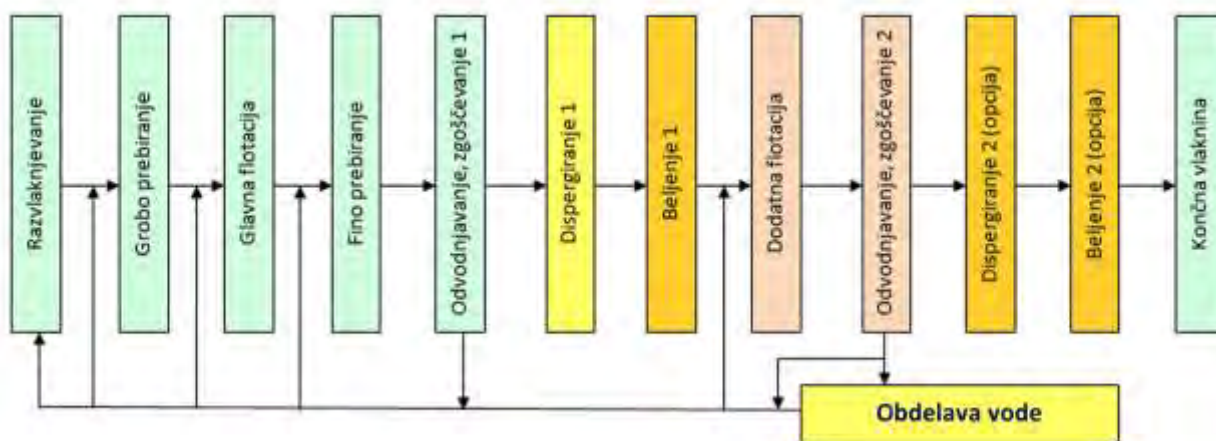 Razvlaknjevanje
Grobo prebiranje
Glavna flotacija
Fino prebiranje
Odvodnjavanje, zgoščevanje 1
Dispergiranje 1
Beljenje 1
Dodatna flotacija
Odvodnjavanje, zgoščevanje 2
Dispergiranje 2 (opcija)
Beljenje 2 (opcija)
Končna vlaknina
Obdelava vode